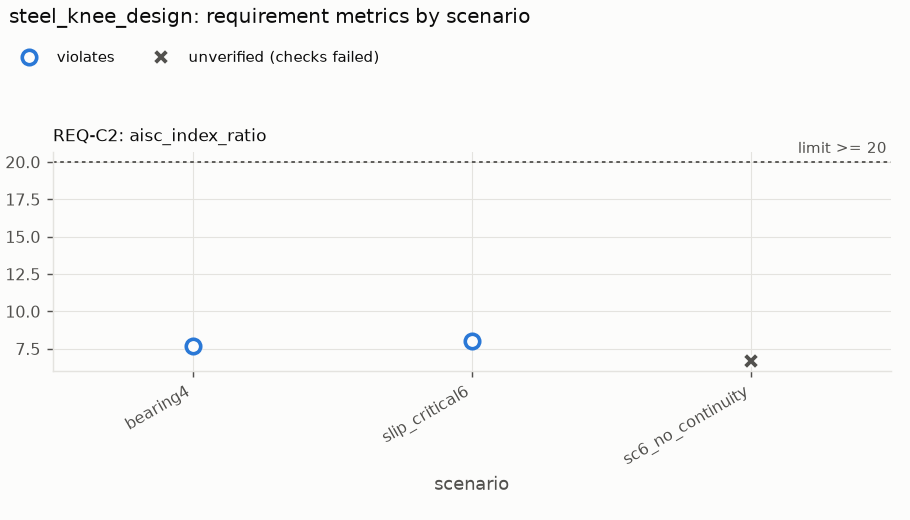 steel_knee_design: requirement metrics by scenario
violates
unverified (checks failed)
REQ-C2: aisc_index_ratio
limit >= 20
20.0
17.5
15.0
12.5
10.0
7.5
bearing4
slip_critical6
sc6_no_continuity
scenario